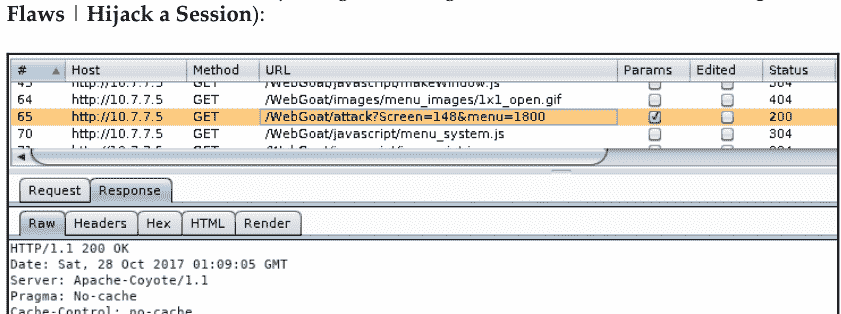 Flaws | Hijack a Session):
# Host Method URL Params Edited Status
64 http://10.7.7.5 GET /WebGoat/images/menu_images/1x1_open.gif 404
65 http://10.7.7.5 GET /WebGoat/attack?Screen=148&menu=1800 200
70 http://10.7.7.5 GET /WebGoat/javascript/menu_system.js 304
Request Response
Raw Headers Hex HTML Render
HTTP/1.1 200 OK
Date: Sat, 28 Oct 2017 01:09:05 GMT
Server: Apache-Coyote/1.1
Pragma: No-cache
Cache-Control: no-cache